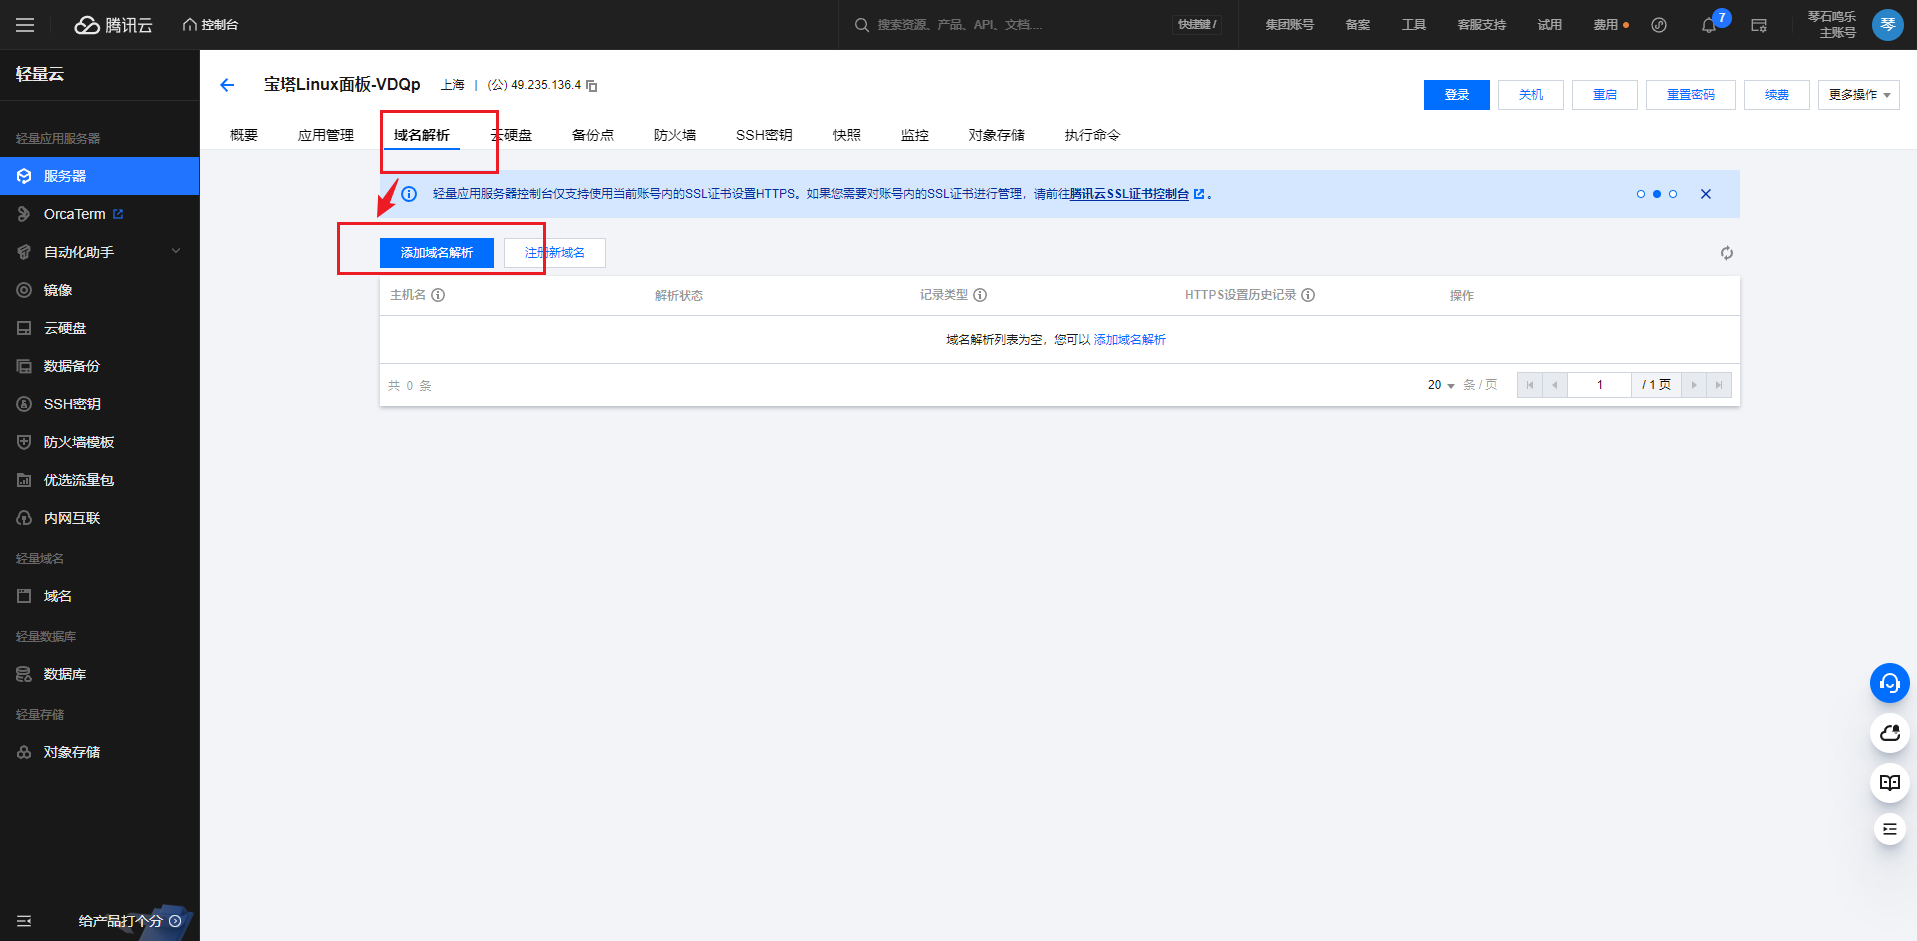 腾讯云
控制台
搜索资源、产品、API、文档....
快捷键 /
集团账号
备案
工具
客服支持
试用
费用
7
琴石鸣乐
主账号
琴
轻量云
轻量应用服务器
服务器
OrcaTerm
自动化助手
镜像
云硬盘
数据备份
SSH密钥
防火墙模板
优选流量包
内网互联
轻量域名
域名
轻量数据库
数据库
轻量存储
对象存储
给产品打个分
宝塔Linux面板-VDQp
上海 | (公) 49.235.136.4
登录
关机
重启
重置密码
续费
更多操作
概要
应用管理
域名解析
云硬盘
备份点
防火墙
SSH密钥
快照
监控
对象存储
执行命令
轻量应用服务器控制台仅支持使用当前账号内的SSL证书设置HTTPS。如果您需要对账号内的SSL证书进行管理，请前往腾讯云SSL证书控制台 。
添加域名解析
注册新域名
主机名
解析状态
记录类型
HTTPS设置历史记录
操作
域名解析列表为空，您可以 添加域名解析
共 0 条
20 条 / 页
1
/ 1 页